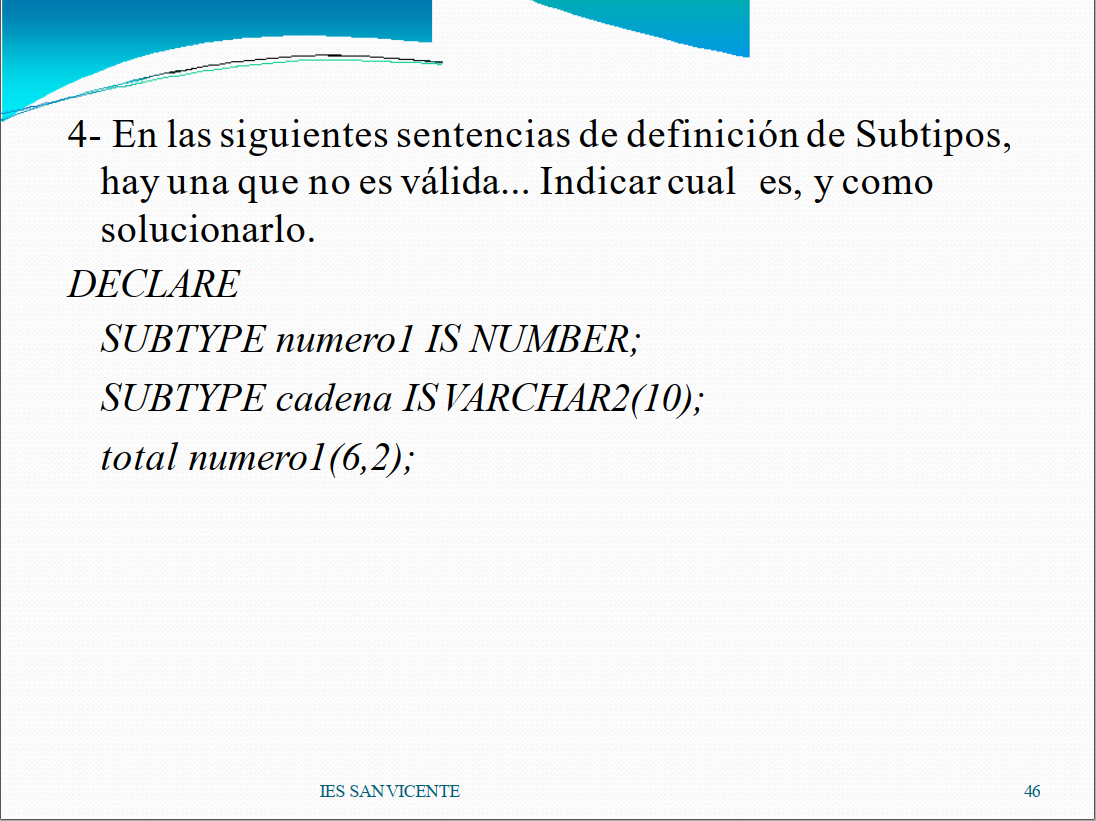 4- En las siguientes sentencias de definición de Subtipos,
hay una que no es válida... Indicar cual es, y como
solucionarlo.
DECLARE
SUBTYPE numero1 IS NUMBER;
SUBTYPE cadena IS VARCHAR2(10);
total numero1(6,2);
IES SAN VICENTE
46